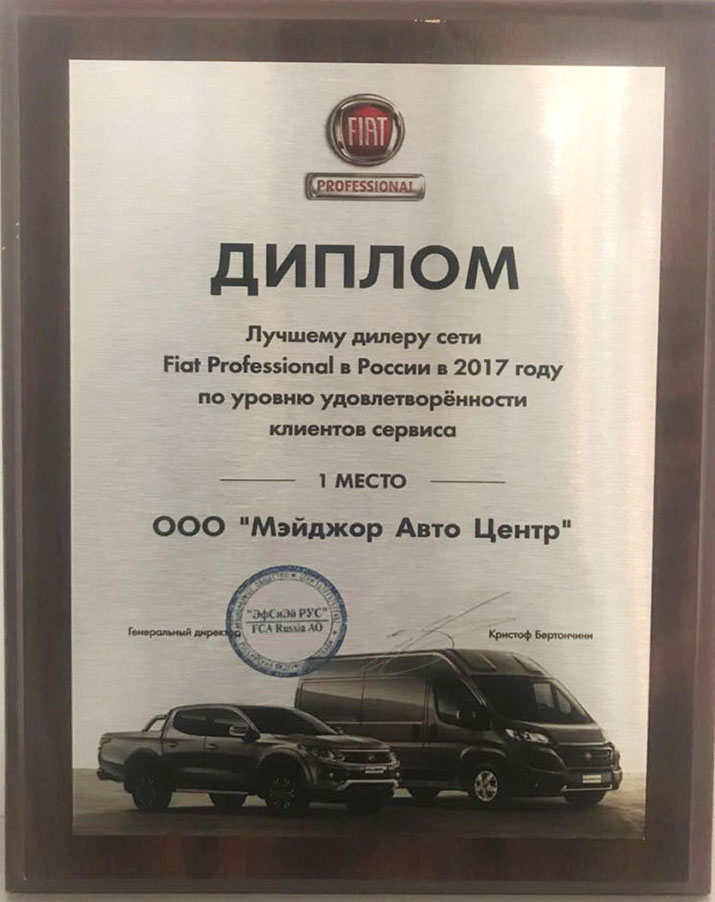 FIAT
PROFESSIONAL
ДИПЛОМ
Лучшему дилеру сети
Fiat Professional в России в 2017 году
по уровню удовлетворённости
клиентов сервиса
1 МЕСТО
ООО "Мэйджор Авто Центр"
"ЭфСиЭй РУС"
FCA Russia АО
Генеральный директор
Кристоф Бертончини